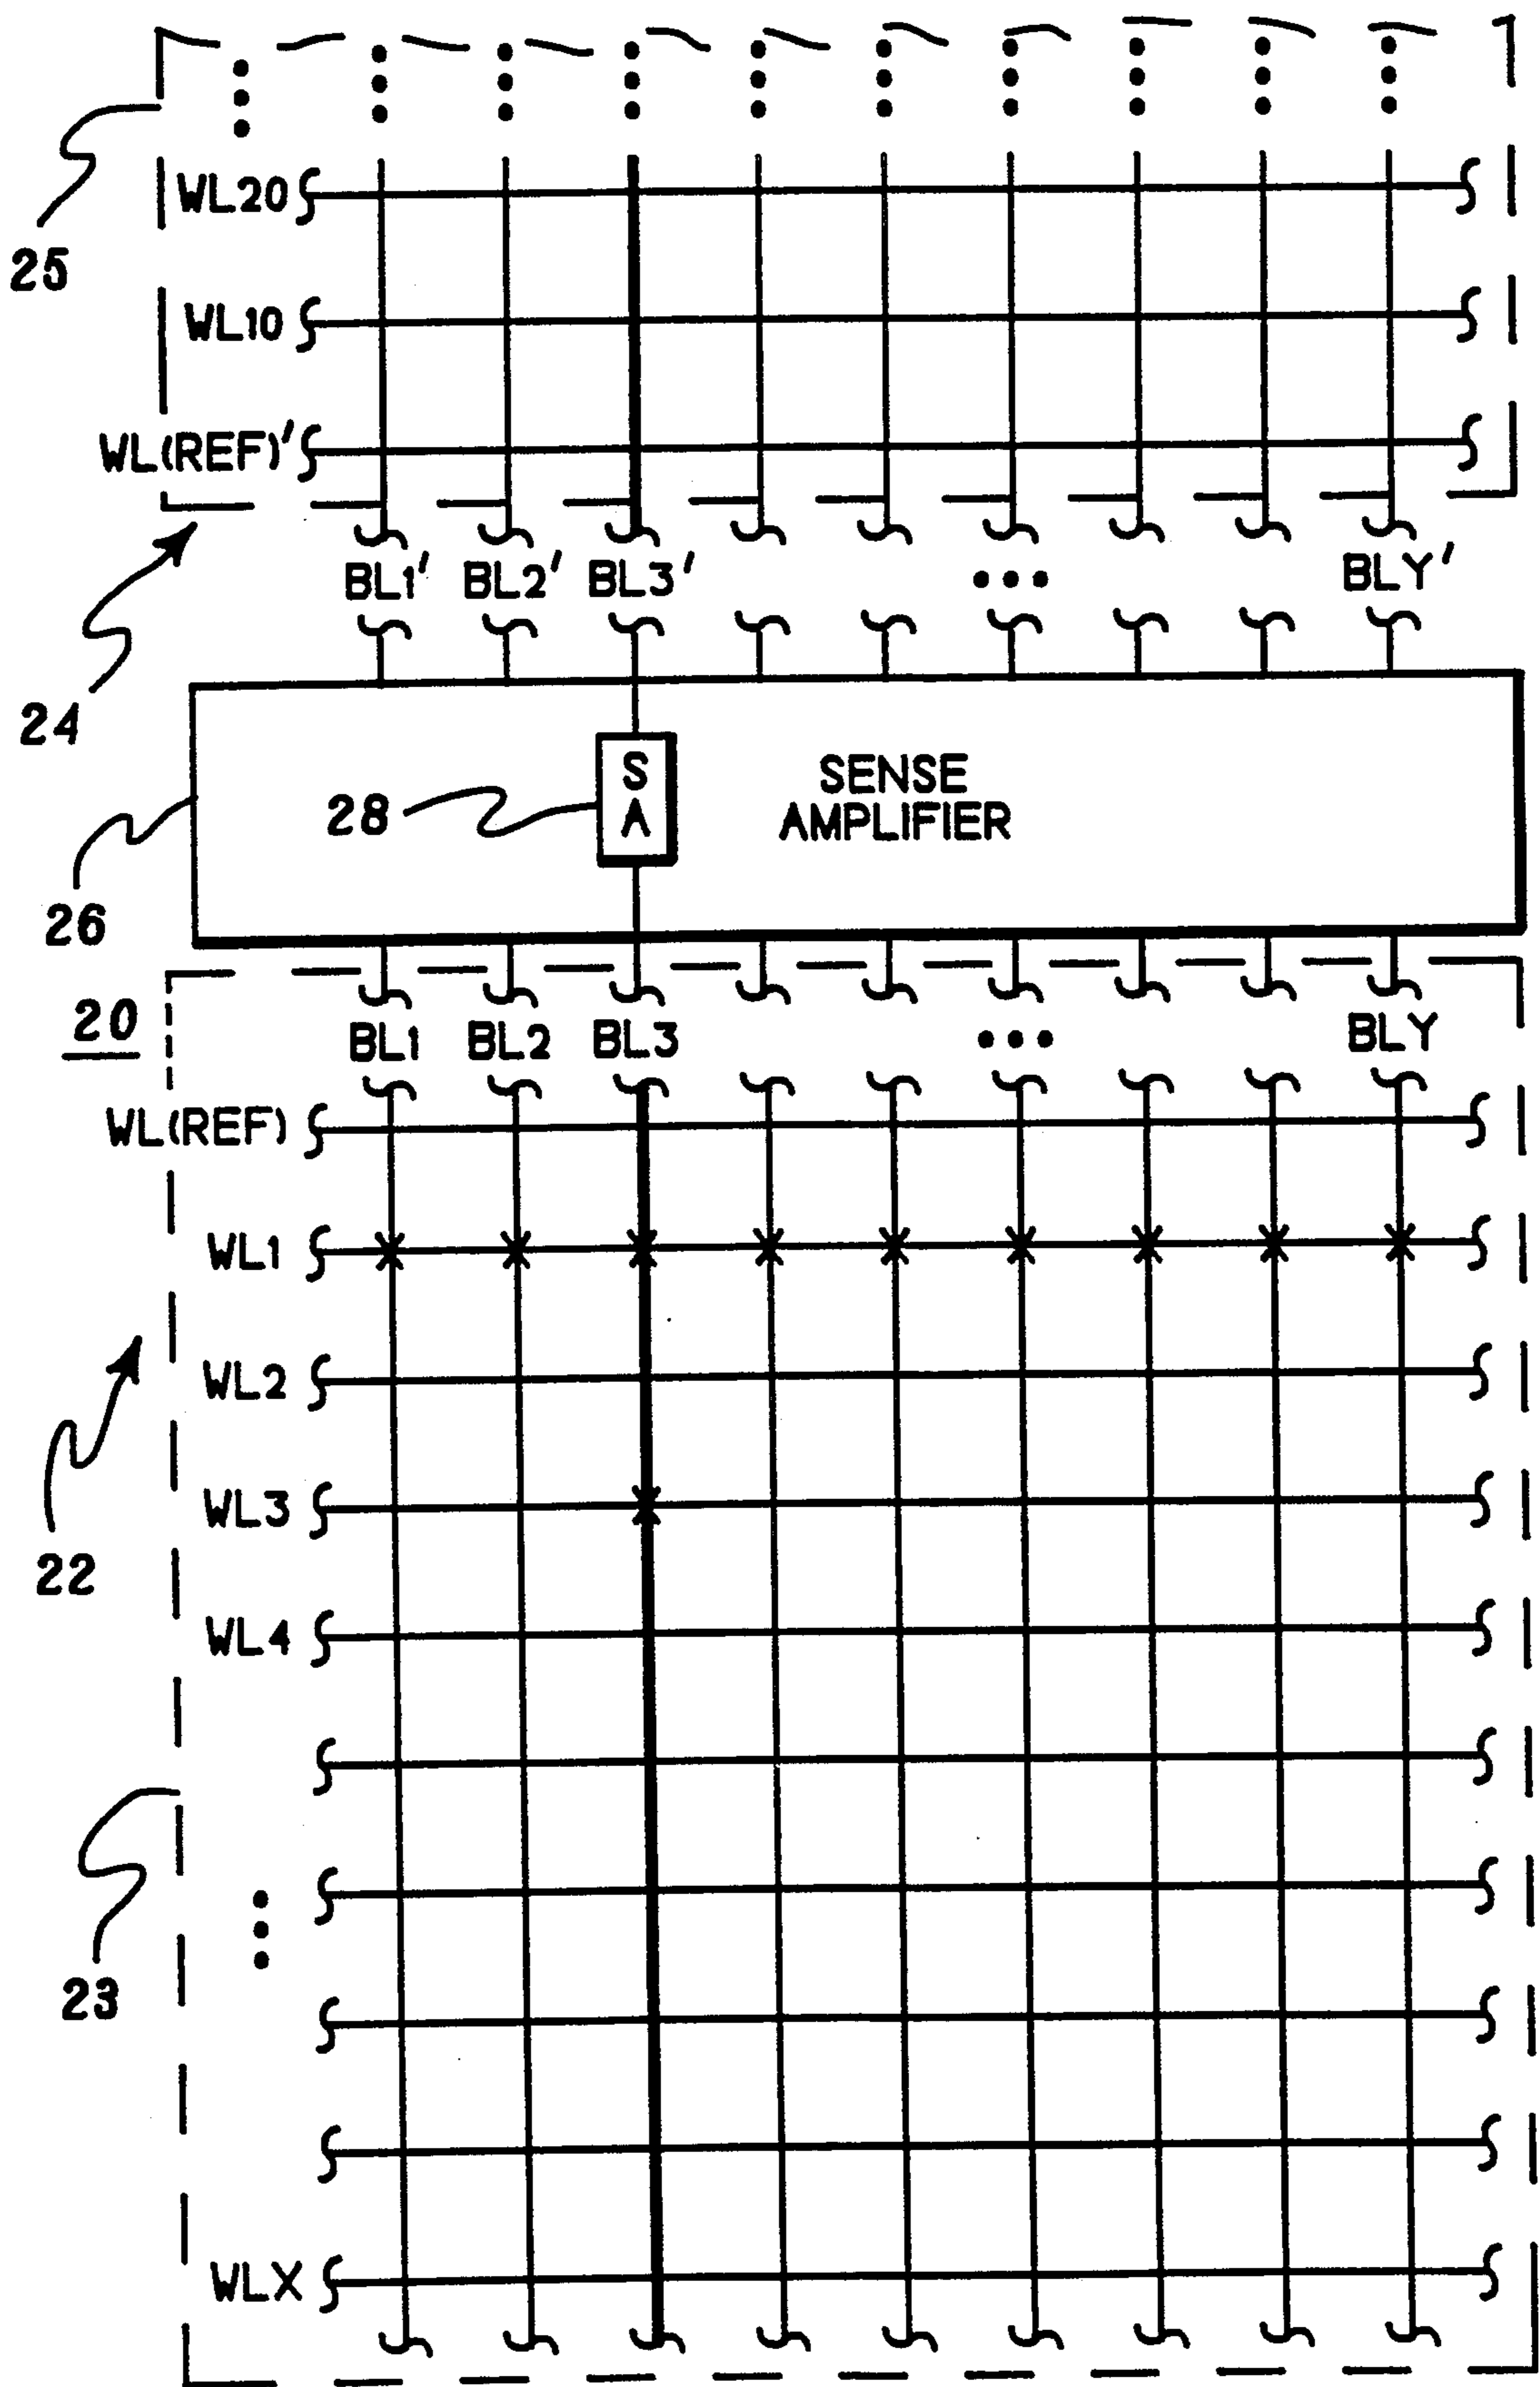 25
WL20
WL10
WL(REF)'
24
BL1' BL2' BL3' ... BLY'
28
S
A
SENSE
AMPLIFIER
26
20
BL1 BL2 BL3 ... BLY
WL(REF)
WL1
WL2
22
WL3
WL4
23
WLX